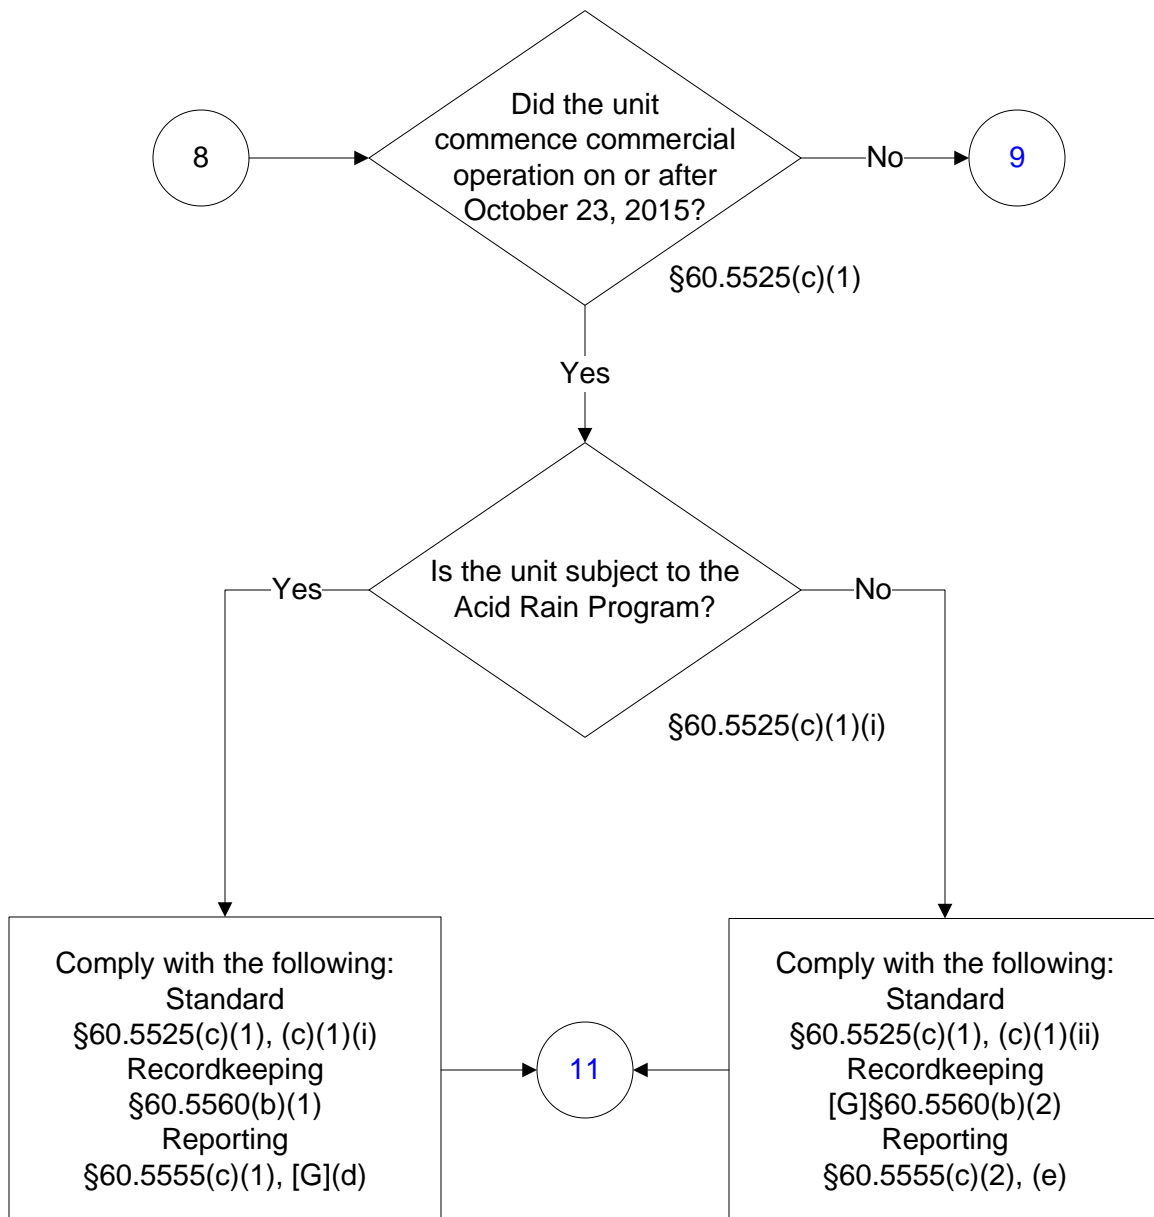 8
Did the unit
commence commercial
operation on or after
October 23, 2015?
No
9
§60.5525(c)(1)
Yes
Is the unit subject to the
Acid Rain Program?
Yes
No
§60.5525(c)(1)(i)
Comply with the following:
Standard
§60.5525(c)(1), (c)(1)(i)
Recordkeeping
§60.5560(b)(1)
Reporting
§60.5555(c)(1), [G](d)
11
Comply with the following:
Standard
§60.5525(c)(1), (c)(1)(ii)
Recordkeeping
[G]§60.5560(b)(2)
Reporting
§60.5555(c)(2), (e)